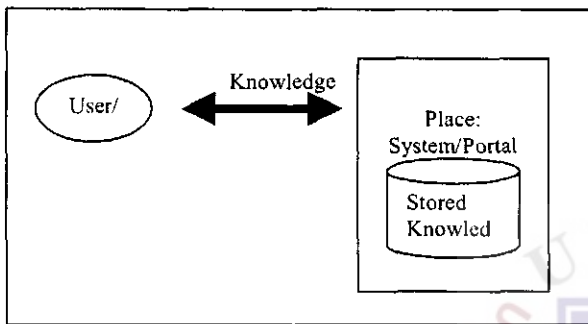 Knowledge
User/
Place:
System/Portal
Stored
Knowled